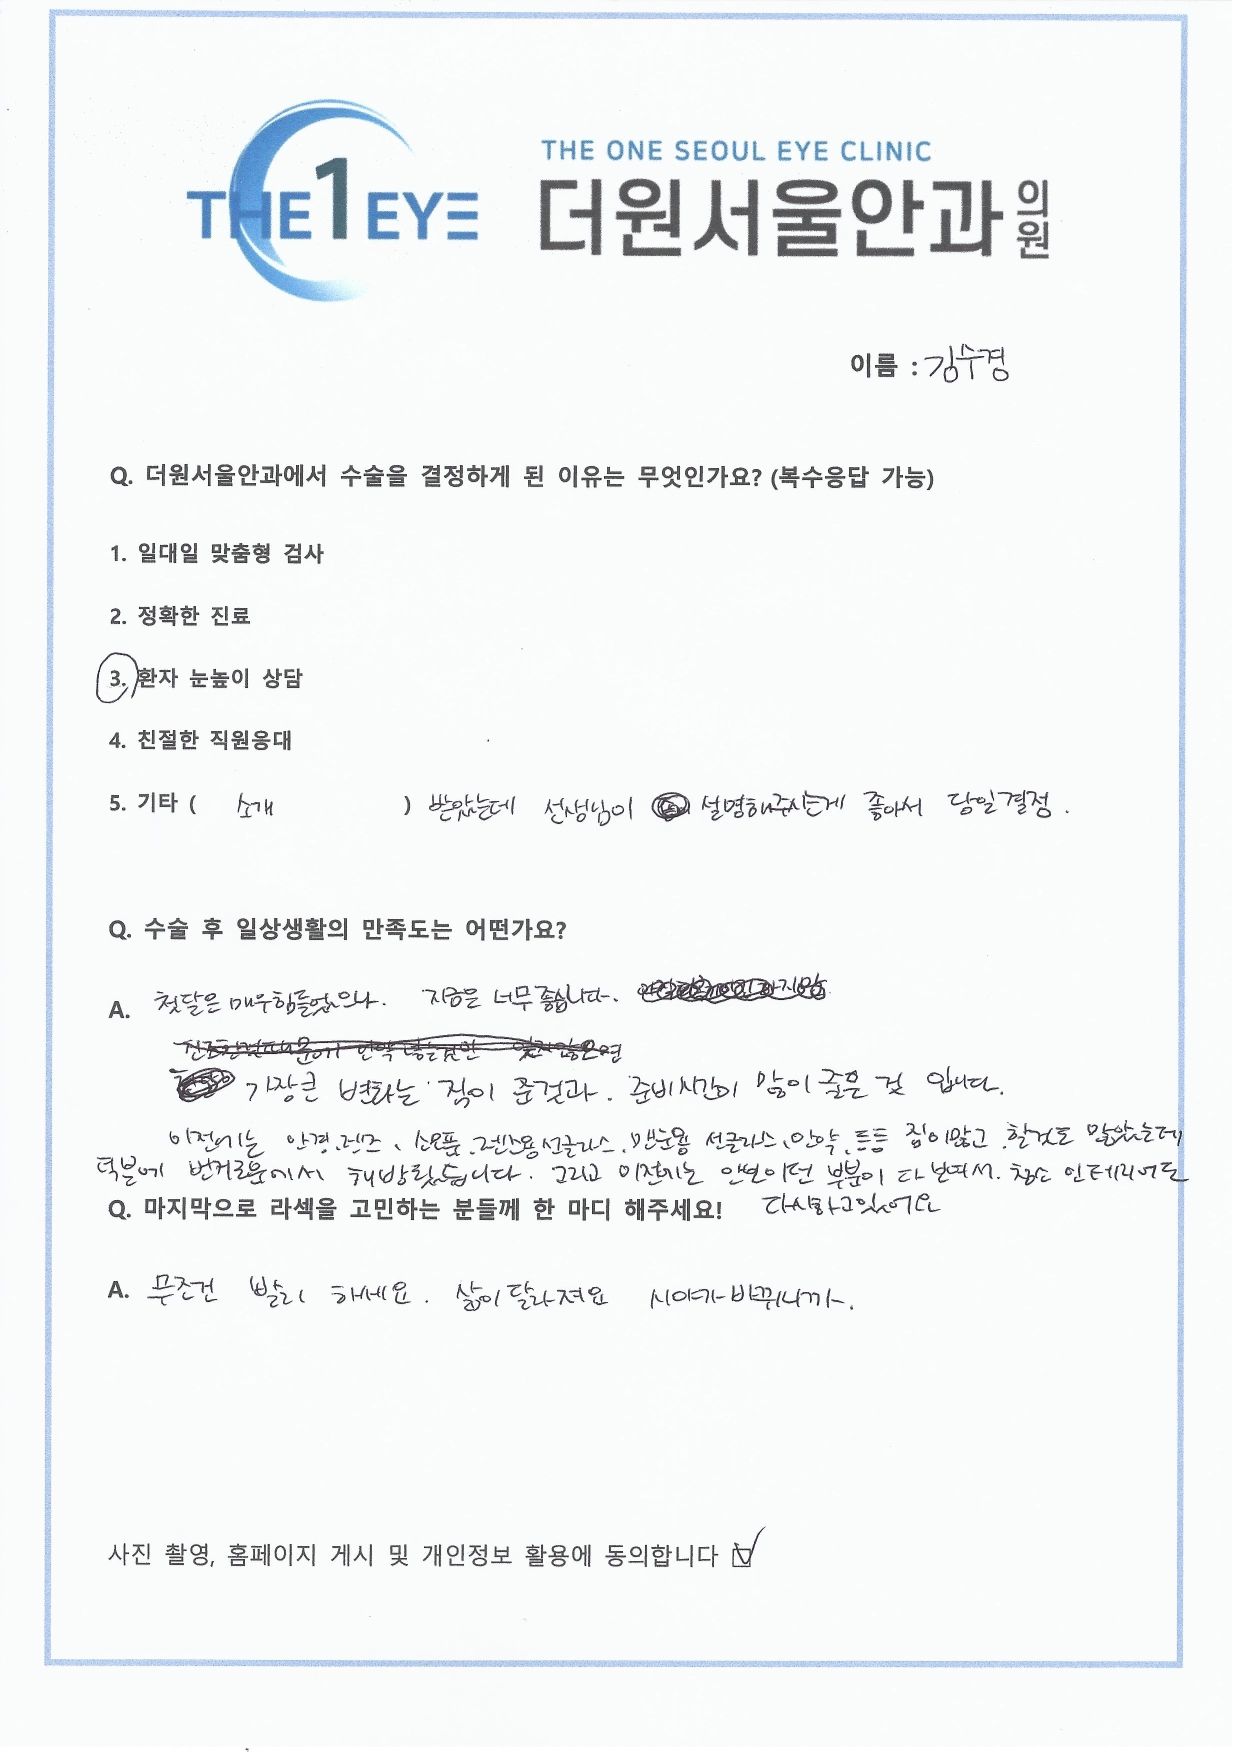 THE 1 EYE
THE ONE SEOUL EYE CLINIC
더원서울안과의원
이름 : 김수경
Q. 더원서울안과에서 수술을 결정하게 된 이유는 무엇인가요? (복수응답 가능)
1. 일대일 맞춤형 검사
2. 정확한 진료
3. 환자 눈높이 상담
4. 친절한 직원응대
5. 기타 ( 소개 ) 받았는데 선생님이 설명해주시는게 좋아서 당일결정.
Q. 수술 후 일상생활의 만족도는 어떤가요?
A. 첫달은 매우힘들었으나. 지금은 너무 좋습니다.
가장큰 변화는 짐이 준것과. 준비시간이 많이 줄은 것 입니다.
이전에는 안경,렌즈, 소모품, 렌즈용선글라스, 맨눈용 선글라스, 안약, 등등 짐이많고 할것도 많았는데
덕분에 번거로움에서 해방됐습니다. 그리고 이전에는 안보이던 부분이 다 보여서. 청소 인테리어도
다시하고있어요
Q. 마지막으로 라섹을 고민하는 분들께 한 마디 해주세요!
A. 무조건 빨리 하세요. 삶이달라져요 시야가바뀌니까.
사진 촬영, 홈페이지 게시 및 개인정보 활용에 동의합니다